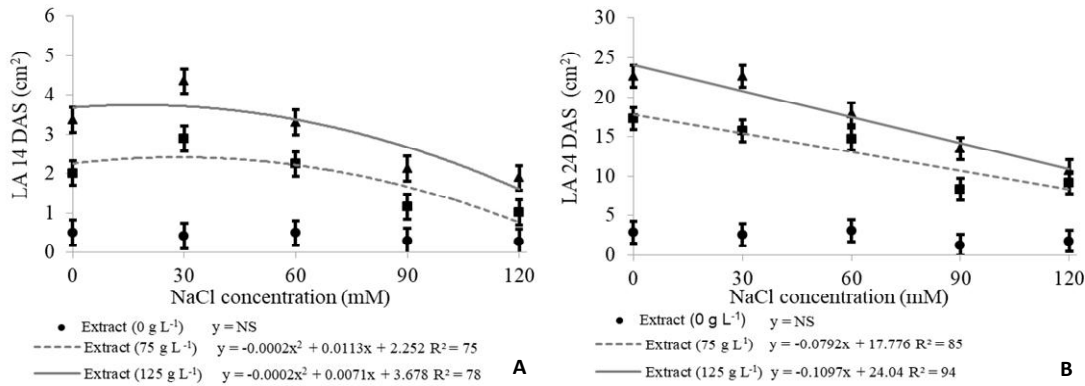 LA 14 DAS (cm²)
6
5
4
3
2
1
0
0 30 60 90 120
NaCl concentration (mM)
Extract (0 g L⁻¹) y = NS
Extract (75 g L⁻¹) y = -0.0002x² + 0.0113x + 2.252 R² = 75
Extract (125 g L⁻¹) y = -0.0002x² + 0.0071x + 3.678 R² = 78
A
LA 24 DAS (cm²)
30
25
20
15
10
5
0
0 30 60 90 120
NaCl concentration (mM)
Extract (0 g L⁻¹) y = NS
Extract (75 g L¹) y = -0.0792x + 17.776 R² = 85
Extract (125 g L⁻¹) y = -0.1097x + 24.04 R² = 94
B